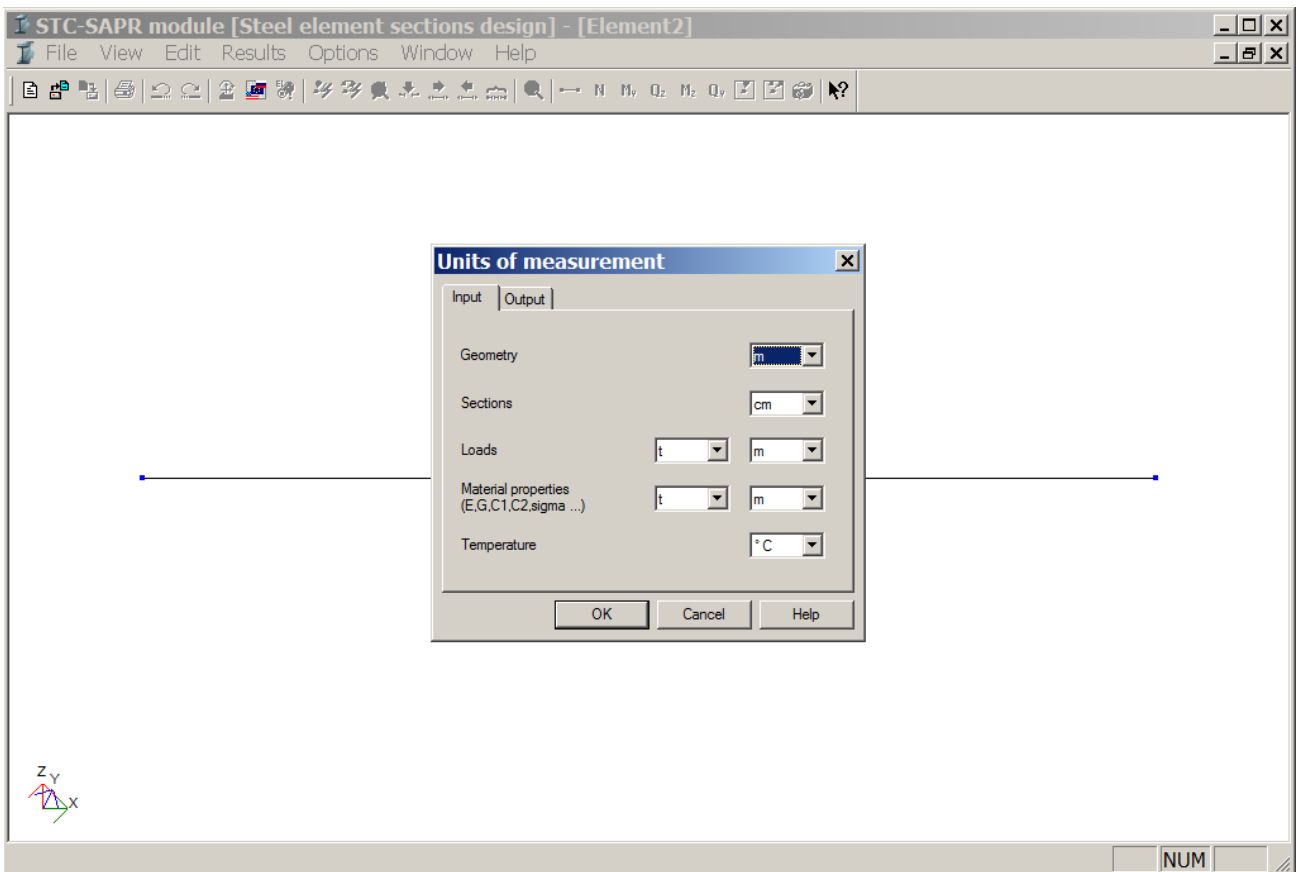 STC-SAPR module [Steel element sections design] - [Element2]
File View Edit Results Options Window Help
N My Qz Mz Qy
Units of measurement
Input Output
Geometry m
Sections cm
Loads t m
Material properties
(E,G,C1,C2,sigma ...) t m
Temperature ° C
OK Cancel Help
Z Y
X
NUM